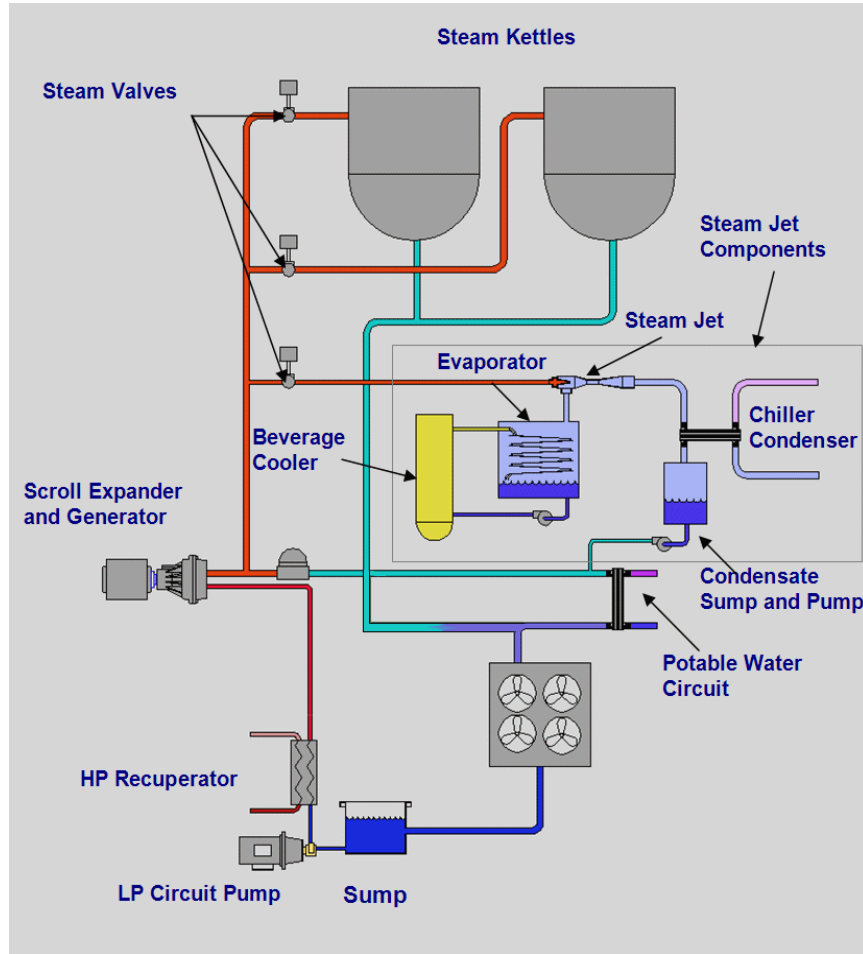 Steam Kettles
Steam Valves
Steam Jet
Components
Steam Jet
Evaporator
Chiller
Condenser
Beverage
Cooler
Scroll Expander
and Generator
Condensate
Sump and Pump
Potable Water
Circuit
HP Recuperator
LP Circuit Pump
Sump